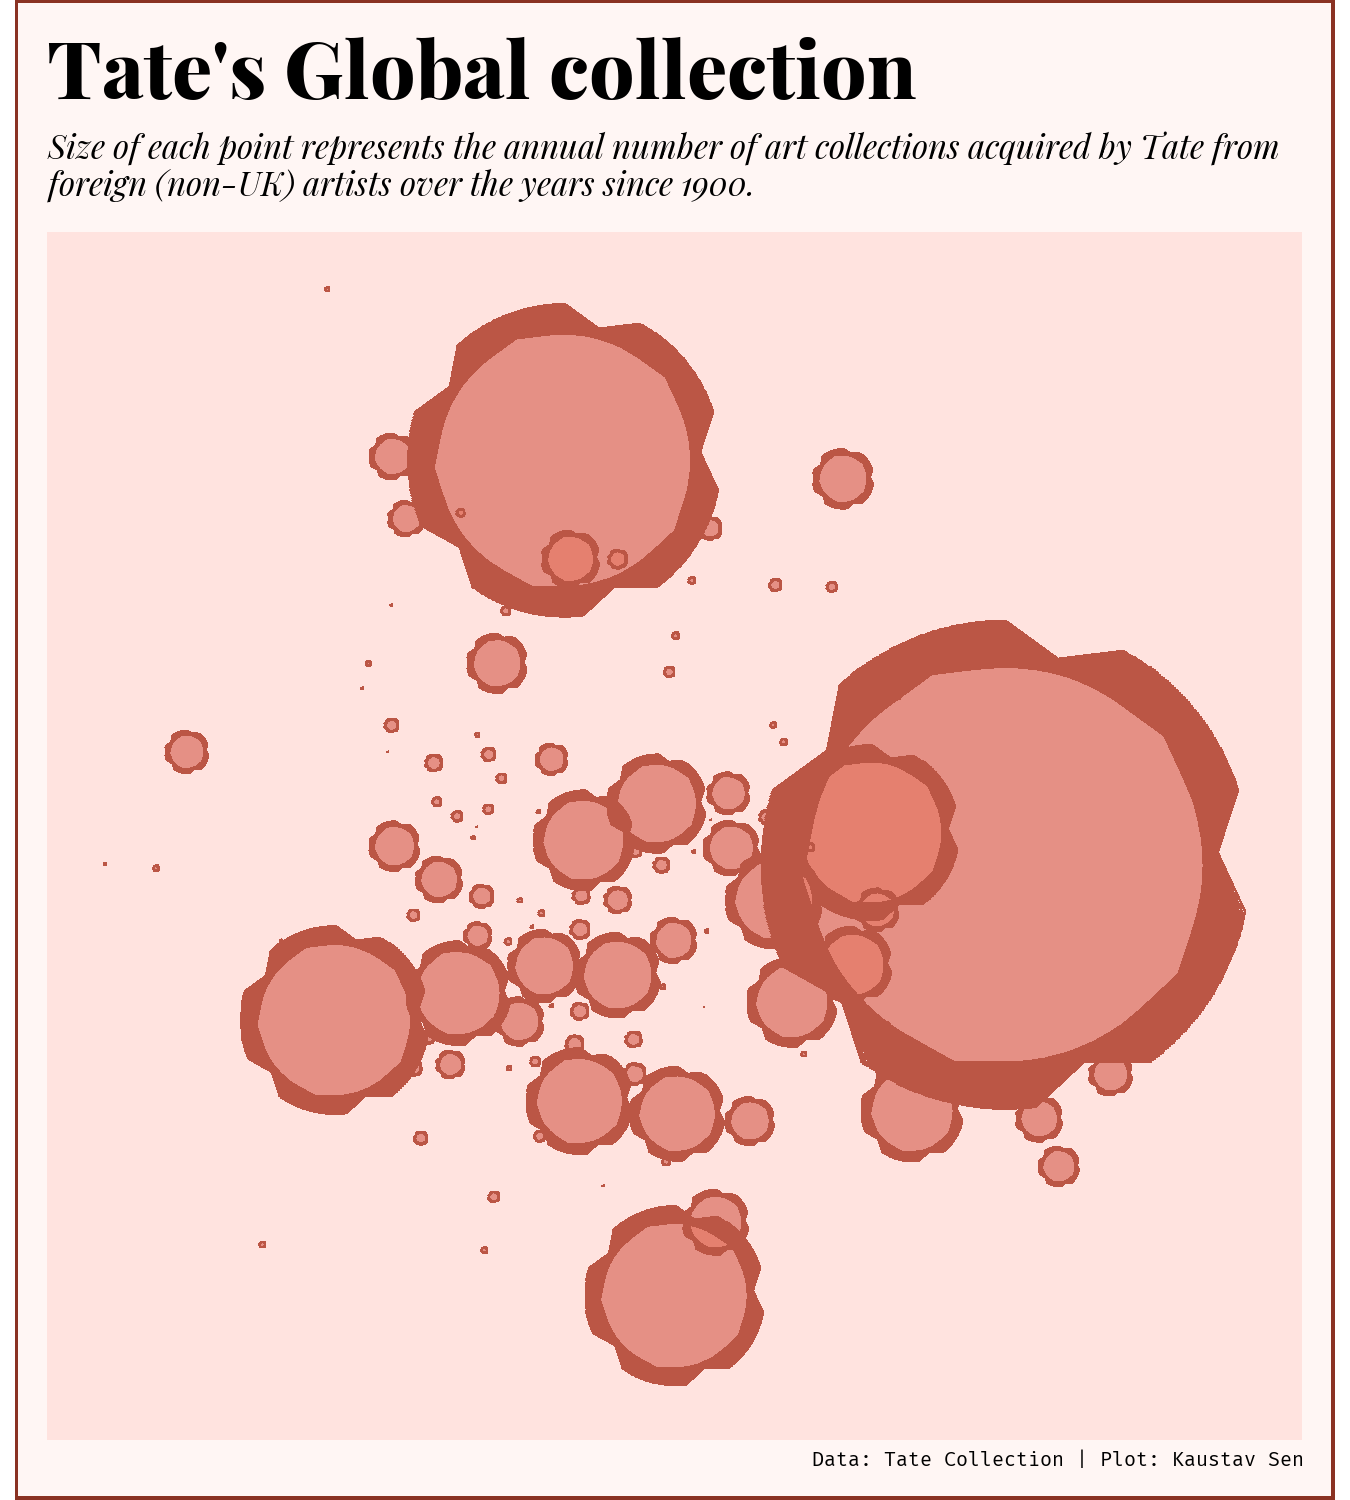 Tate's Global collection
Size of each point represents the annual number of art collections acquired by Tate from
foreign (non-UK) artists over the years since 1900.
Data: Tate Collection | Plot: Kaustav Sen